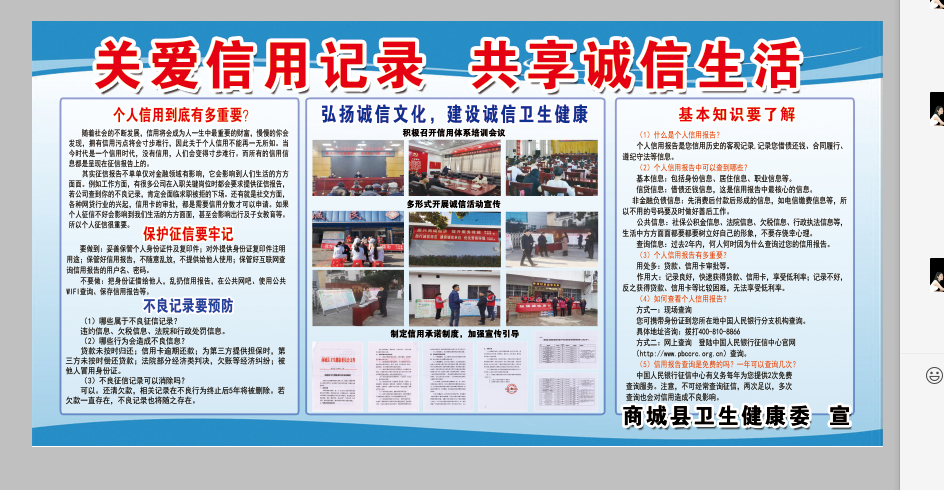 关爱信用记录 共享诚信生活
个人信用到底有多重要?
随着社会的不断发展，信用将会成为人一生中最重要的财富，慢慢的你会
发现，拥有信用污点将会寸步难行，因此关于个人信用不能再一无所知。当
今时代是一个信用时代，没有信用，人们会变得寸步难行。而所有的信用信
息都是呈现在征信报告上的。
其实征信报告不单单仅对金融领域有影响，它会影响到人们生活的方方
面面。例如工作方面，有很多公司在入职关键岗位时都会要求提供征信报告，
若公司查到你的不良记录，肯定会面临求职被拒的下场。还有就是社交方面，
各种网贷行业的兴起，信用卡的审批，都是需要信用分数才可以申请。如果
个人征信不好会影响到我们生活的方方面面，甚至会影响出行及子女教育等。
所以个人征信很重要。
保护征信要牢记
要做到：妥善保管个人身份证件及复印件；对外提供身份证复印件注明
用途；保管好信用报告，不随意乱放，不提供给他人使用；保管好互联网查
询信用报告的用户名、密码。
不要做：把身份证借给他人，乱扔信用报告，在公共网吧、使用公共
WIFI查询、保存信用报告等。
不良记录要预防
（1）哪些属于不良征信记录？
违约信息、欠税信息、法院和行政处罚信息。
（2）哪些行为会造成不良信息？
贷款未按时归还；信用卡逾期还款；为第三方提供担保时，第
三方未按时偿还贷款；法院部分经济类判决，欠账等经济纠纷；被
他人冒用身份证。
（3）不良征信记录可以消除吗？
可以，还清欠款，相关记录在不良行为终止后5年将被删除。若
欠款一直存在，不良记录也将随之存在。
弘扬诚信文化，建设诚信卫生健康
积极召开信用体系培训会议
多形式开展诚信活动宣传
制定信用承诺制度，加强宣传引导
基本知识要了解
（1）什么是个人信用报告？
个人信用报告是您信用历史的客观记录，记录您借债还钱、合同履行、
遵纪守法等信息。
（2）个人信用报告中可以查到哪些？
基本信息：包括身份信息、居住信息、职业信息等。
信贷信息：借债还钱信息，这是信用报告中最核心的信息。
非金融负债信息：先消费后付款后形成的信息，如电信缴费信息等，所
以不用的号码要及时做好善后工作。
公共信息：社保公积金信息、法院信息、欠税信息、行政执法信息等，
生活中方方面面都要都要树立好自己的形象，不要存侥幸心理。
查询信息：过去2年内，何人何时因为什么查询过您的信用报告。
（3）个人信用报告有多重要？
用处多：贷款、信用卡审批等。
作用大：记录良好，快速获得贷款、信用卡，享受低利率；记录不好，
反之获得贷款、信用卡等比较困难，无法享受低利率。
（4）如何查看个人信用报告？
方式一：现场查询
您可携带身份证到您所在地中国人民银行分支机构查询。
具体地址咨询：拨打400-810-8866
方式二：网上查询 登陆中国人民银行征信中心官网
（http://www.pbccrc.org.cn）查询。
（5）信用报告查询是免费的吗？一年可以查询几次？
中国人民银行征信中心有义务每年为您提供2次免费
查询服务。注意，不可经常查询征信，两次足以，多次
查询也会对信用造成不良影响。
商城县卫生健康委 宣